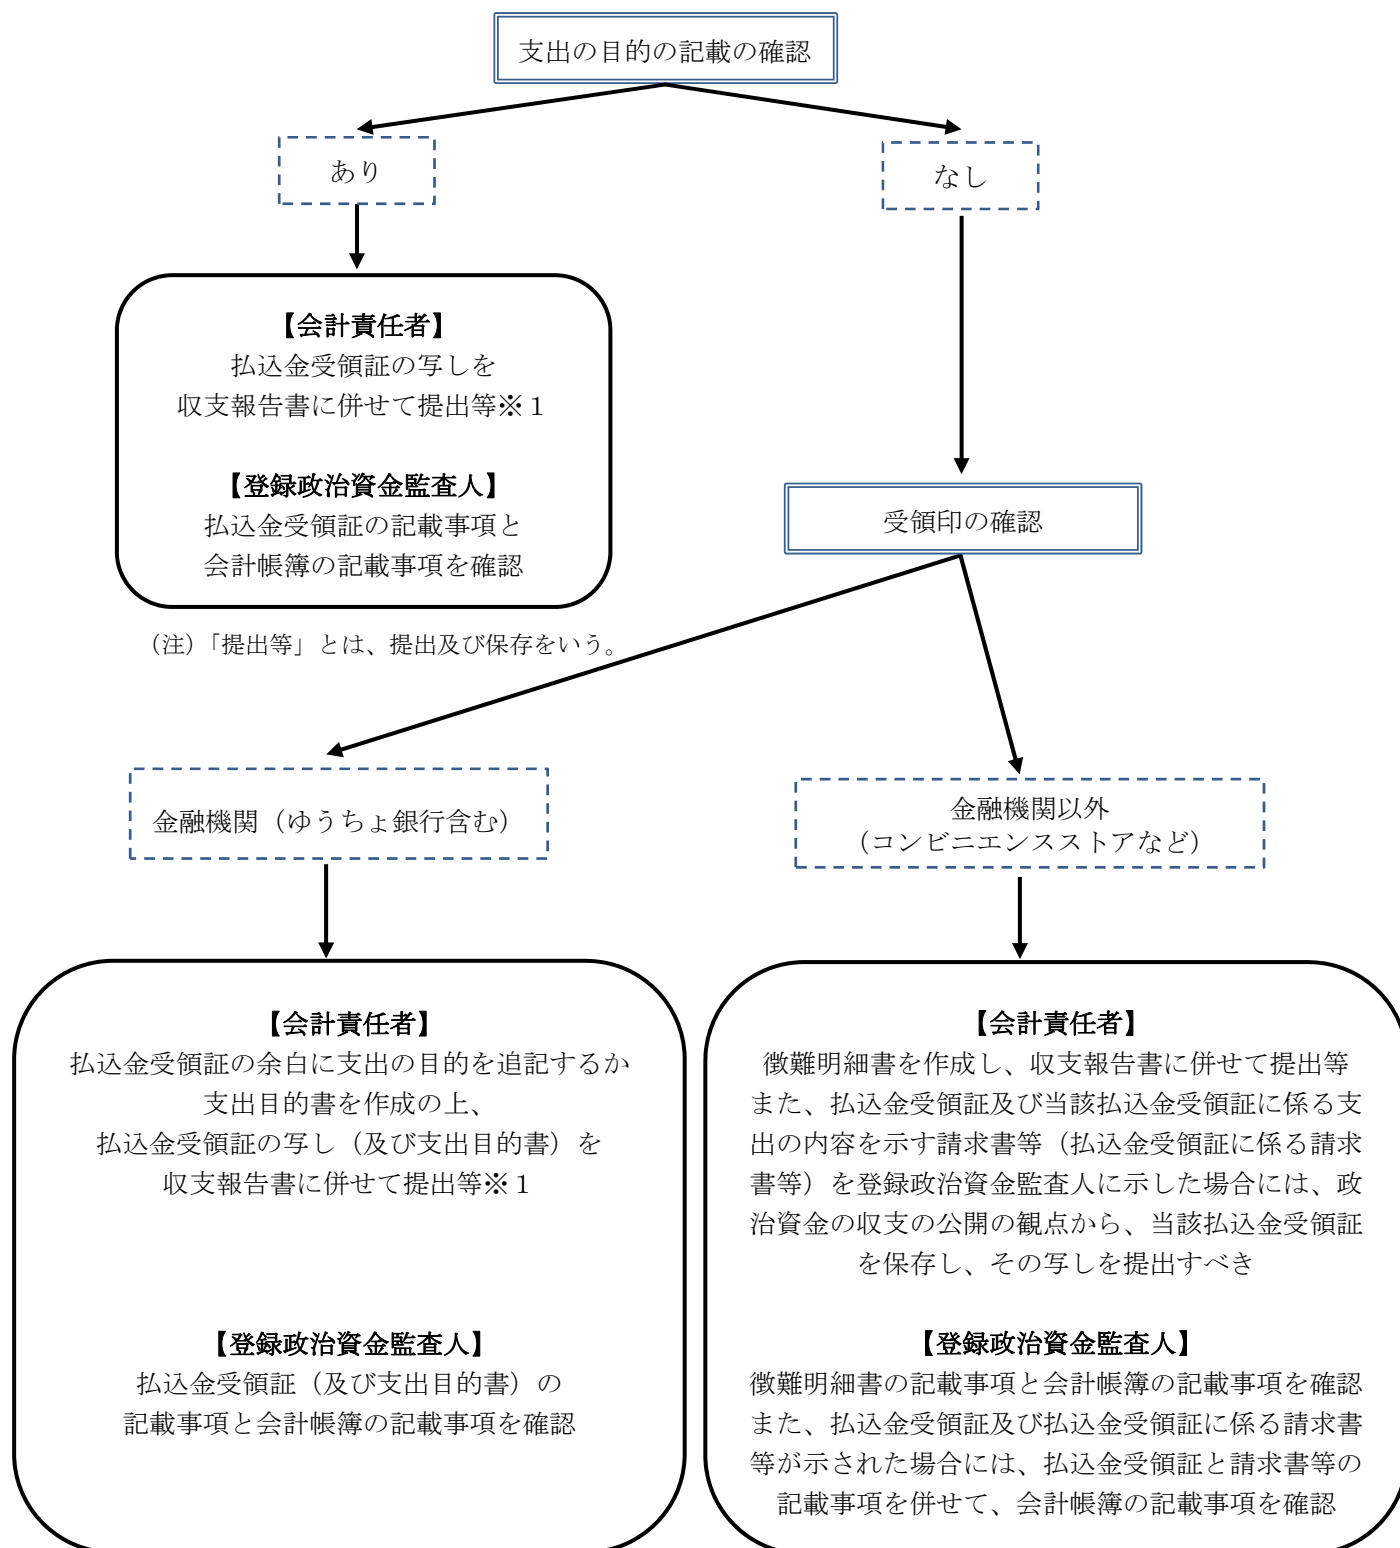 支出の目的の記載の確認
あり
なし
【会計責任者】
払込金受領証の写しを
収支報告書に併せて提出等※１
【登録政治資金監査人】
払込金受領証の記載事項と
会計帳簿の記載事項を確認
（注）「提出等」とは、提出及び保存をいう。
受領印の確認
金融機関（ゆうちょ銀行含む）
金融機関以外
（コンビニエンスストアなど）
【会計責任者】
払込金受領証の余白に支出の目的を追記するか
支出目的書を作成の上、
払込金受領証の写し（及び支出目的書）を
収支報告書に併せて提出等※１
【登録政治資金監査人】
払込金受領証（及び支出目的書）の
記載事項と会計帳簿の記載事項を確認
【会計責任者】
徴難明細書を作成し、収支報告書に併せて提出等
また、払込金受領証及び当該払込金受領証に係る支
出の内容を示す請求書等（払込金受領証に係る請求
書等）を登録政治資金監査人に示した場合には、政
治資金の収支の公開の観点から、当該払込金受領証
を保存し、その写しを提出すべき
【登録政治資金監査人】
徴難明細書の記載事項と会計帳簿の記載事項を確認
また、払込金受領証及び払込金受領証に係る請求書
等が示された場合には、払込金受領証と請求書等の
記載事項を併せて、会計帳簿の記載事項を確認